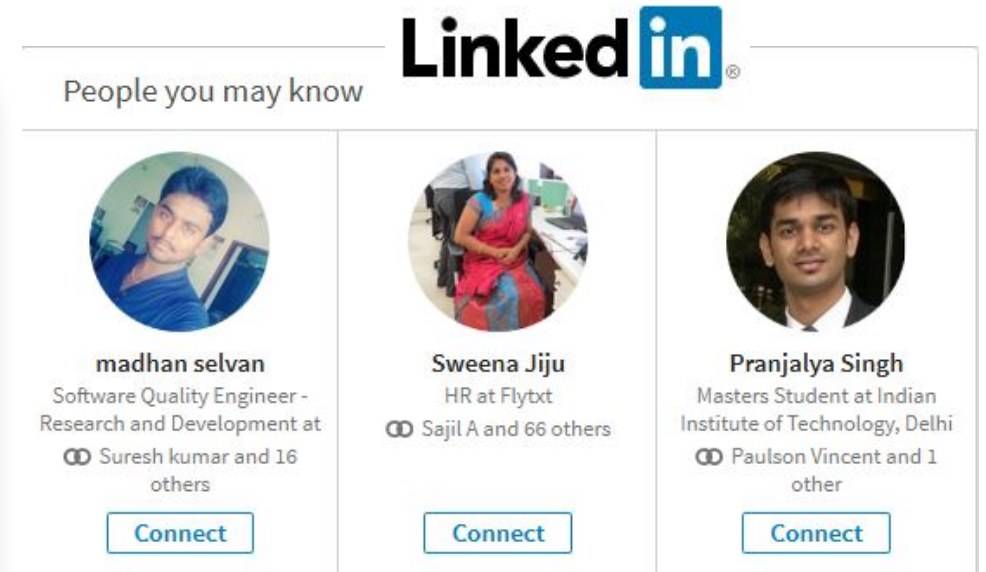 Linked in ®
People you may know
madhan selvan
Software Quality Engineer -
Research and Development at
Suresh kumar and 16
others
Connect
Sweena Jiju
HR at Flytxt
Sajil A and 66 others
Connect
Pranjalya Singh
Masters Student at Indian
Institute of Technology, Delhi
Paulson Vincent and 1
other
Connect